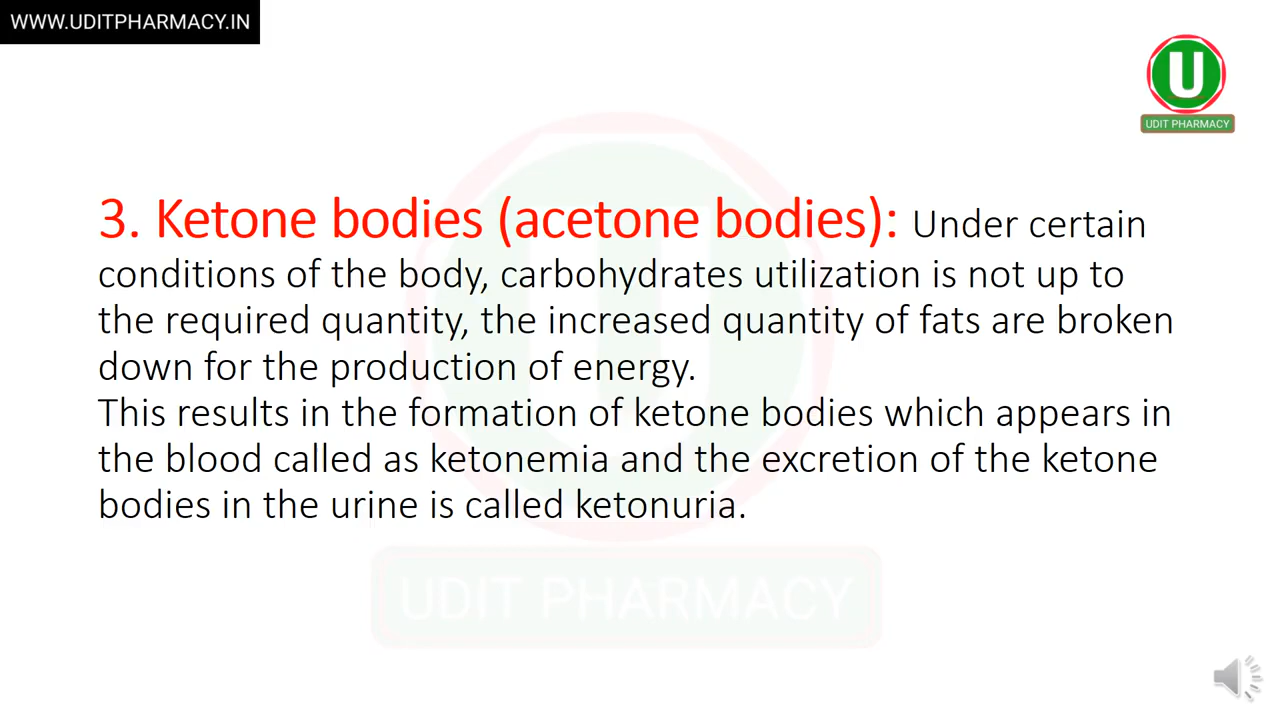 WWW.UDITPHARMACY.IN
U
UDIT PHARMACY
3. Ketone bodies (acetone bodies): Under certain
conditions of the body, carbohydrates utilization is not up to
the required quantity, the increased quantity of fats are broken
down for the production of energy.
This results in the formation of ketone bodies which appears in
the blood called as ketonemia and the excretion of the ketone
bodies in the urine is called ketonuria.
U
UDIT PHARMACY